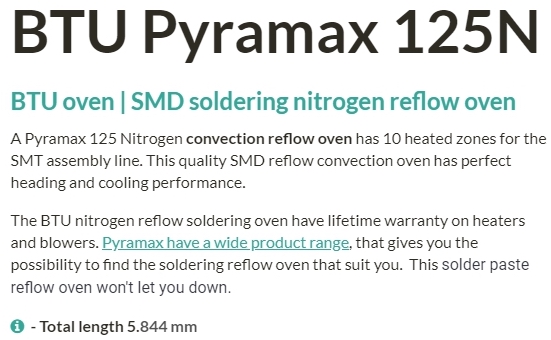 BTU Pyramax 125N
BTU oven | SMD soldering nitrogen reflow oven
A Pyramax 125 Nitrogen convection reflow oven has 10 heated zones for the
SMT assembly line. This quality SMD reflow convection oven has perfect
heading and cooling performance.
The BTU nitrogen reflow soldering oven have lifetime warranty on heaters
and blowers. Pyramax have a wide product range, that gives you the
possibility to find the soldering reflow oven that suit you. This solder paste
reflow oven won't let you down.
- Total length 5.844 mm